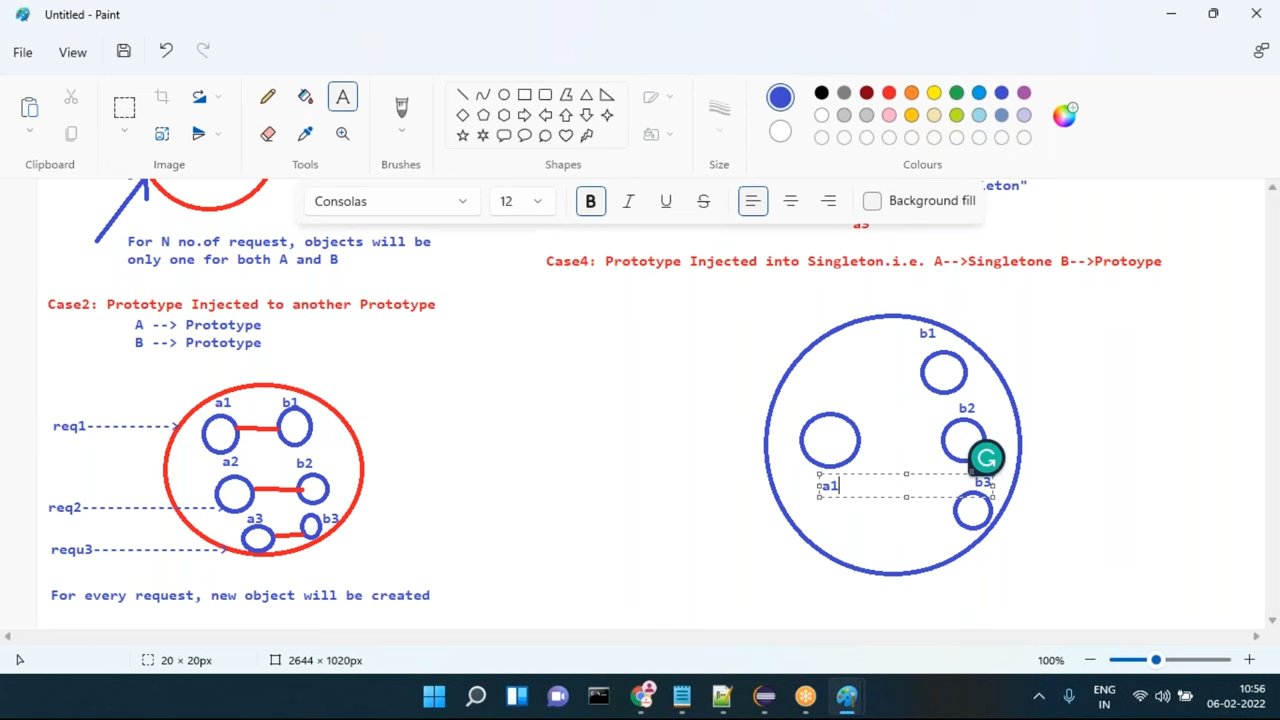 Untitled - Paint
File
View
Clipboard
Image
Tools
Brushes
Shapes
Size
Colours
Consolas
12
B
I
U
S
Background fill
leton"
a3
For N no.of request, objects will be
only one for both A and B
Case4: Prototype Injected into Singleton.i.e. A-->Singletone B-->Protoype
Case2: Prototype Injected to another Prototype
A --> Prototype
B --> Prototype
a1
b1
req1-------------->
a2
b2
req2---------------------->
a3
b3
requ3--------------------->
For every request, new object will be created
b1
b2
b3
a1
20 × 20px
2644 × 1020px
100%
ENG
IN
10:56
06-02-2022